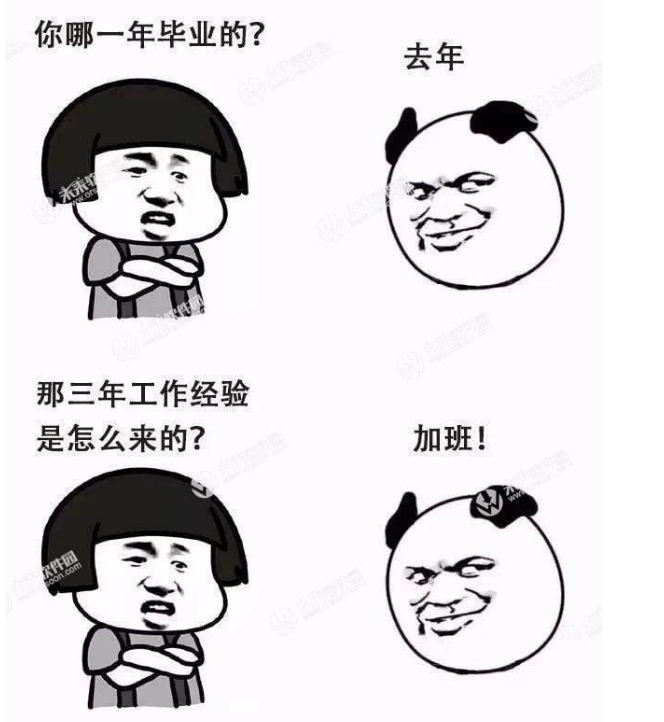 你哪一年毕业的？
去年
那三年工作经验
是怎么来的？
加班！